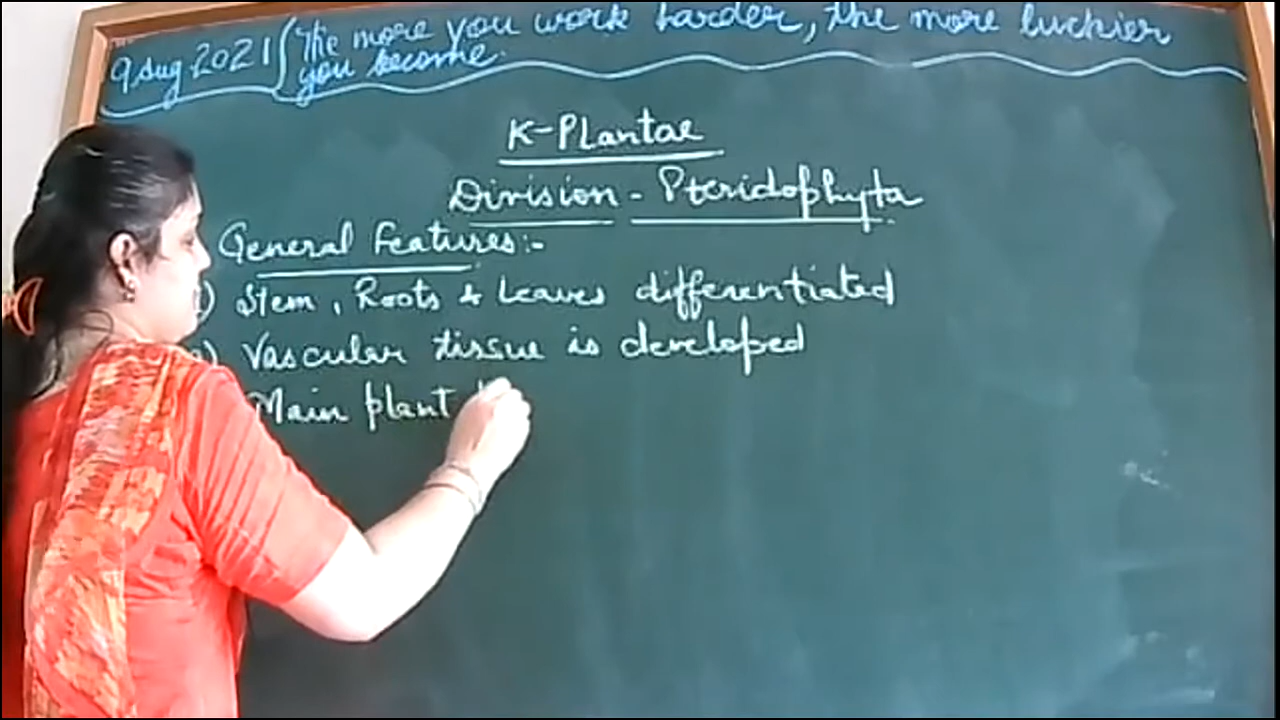 9 Aug 2021 The more you work harder, the more luckier
you become.
K-Plantae
Division - Pteridophyta
General Features:-
1) Stem, Roots & Leaves differentiated
2) Vascular tissue is developed
Main plant